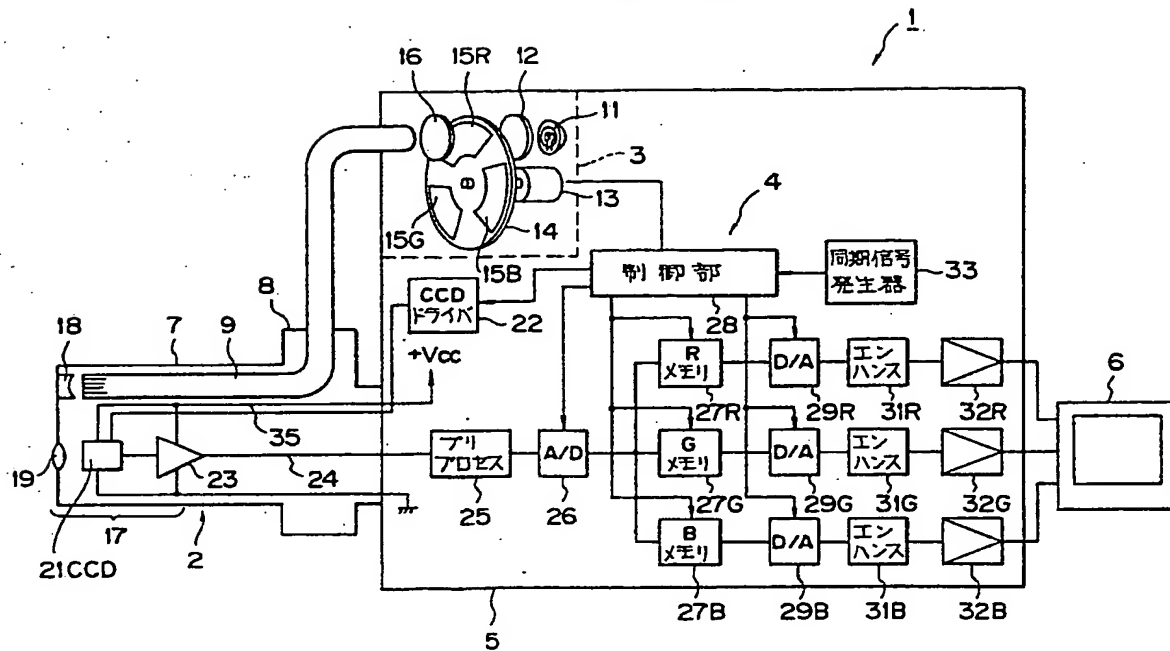 1
16
15R
12
11
3
13
14
15G
15B
4
制御部
28
同期信号
発生器
33
CCD
ドライバ
22
+Vcc
8
7
18
9
35
19
23
24
17
2
21 CCD
プリ
プロセス
25
A/D
26
R
メモリ
27R
D/A
29R
エン
ハンス
31R
32R
G
メモリ
27G
D/A
29G
エン
ハンス
31G
32G
B
メモリ
27B
D/A
29B
エン
ハンス
31B
32B
6
5